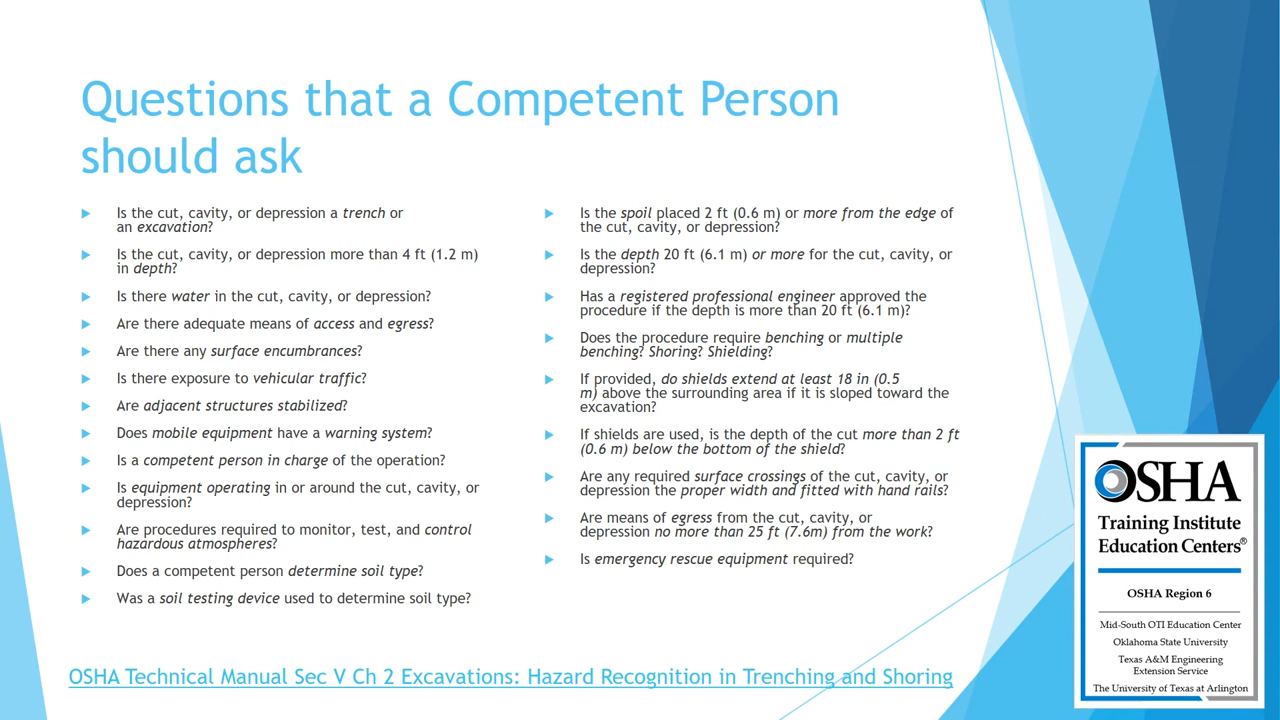 Questions that a Competent Person
should ask
Is the cut, cavity, or depression a trench or
an excavation?
Is the cut, cavity, or depression more than 4 ft (1.2 m)
in depth?
Is there water in the cut, cavity, or depression?
Are there adequate means of access and egress?
Are there any surface encumbrances?
Is there exposure to vehicular traffic?
Are adjacent structures stabilized?
Does mobile equipment have a warning system?
Is a competent person in charge of the operation?
Is equipment operating in or around the cut, cavity, or
depression?
Are procedures required to monitor, test, and control
hazardous atmospheres?
Does a competent person determine soil type?
Was a soil testing device used to determine soil type?
Is the spoil placed 2 ft (0.6 m) or more from the edge of
the cut, cavity, or depression?
Is the depth 20 ft (6.1 m) or more for the cut, cavity, or
depression?
Has a registered professional engineer approved the
procedure if the depth is more than 20 ft (6.1 m)?
Does the procedure require benching or multiple
benching? Shoring? Shielding?
If provided, do shields extend at least 18 in (0.5
m) above the surrounding area if it is sloped toward the
excavation?
If shields are used, is the depth of the cut more than 2 ft
(0.6 m) below the bottom of the shield?
Are any required surface crossings of the cut, cavity, or
depression the proper width and fitted with hand rails?
Are means of egress from the cut, cavity, or
depression no more than 25 ft (7.6m) from the work?
Is emergency rescue equipment required?
OSHA Technical Manual Sec V Ch 2 Excavations: Hazard Recognition in Trenching and Shoring
OSHA
Training Institute
Education Centers®
OSHA Region 6
Mid-South OTI Education Center
Oklahoma State University
Texas A&M Engineering
Extension Service
The University of Texas at Arlington